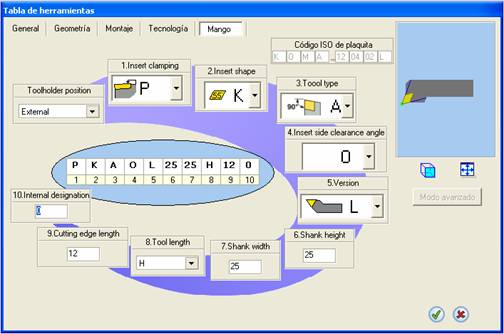 Tabla de herramientas
General Geometría Montaje Tecnología Mango
Código ISO de plaquita
K O M A _ 12 04 02 L
1.Insert clamping
P
2.Insert shape
K
3.Toool type
90° A
Toolholder position
External
4.Insert side clearance angle
O
P K A O L 25 25 H 12 0
1 2 3 4 5 6 7 8 9 10
5.Version
L
Modo avanzado
10.Internal designation
0
9.Cutting edge length
12
8.Tool length
H
7.Shank width
25
6.Shank height
25